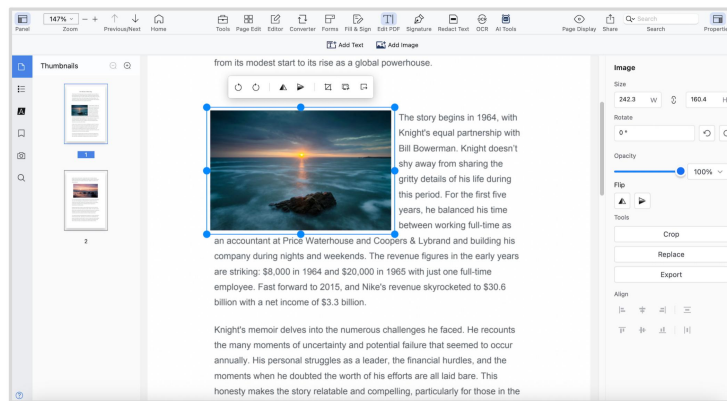 147%
Panel Zoom Previous/Next Home Tools Page Edit Editor Converter Forms Fill & Sign Edit PDF Signature Redact Text OCR AI Tools Page Display Share Search Properti
Search
Add Text Add Image
Thumbnails
1
2
from its modest start to its rise as a global powerhouse.
The story begins in 1964, with
Knight's equal partnership with
Bill Bowerman. Knight doesn't
shy away from sharing the
gritty details of his life during
this period. For the first five
years, he balanced his time
between working full-time as
an accountant at Price Waterhouse and Coopers & Lybrand and building his
company during nights and weekends. The revenue figures in the early years
are striking: $8,000 in 1964 and $20,000 in 1965 with just one full-time
employee. Fast forward to 2015, and Nike's revenue skyrocketed to $30.6
billion with a net income of $3.3 billion.
Knight's memoir delves into the numerous challenges he faced. He recounts
the many moments of uncertainty and potential failure that seemed to occur
annually. His personal struggles as a leader, the financial hurdles, and the
moments when he doubted the worth of his efforts are all laid bare. This
honesty makes the story relatable and compelling, particularly for those in the
Image
Size
242.3 W 160.4 H
Rotate
0 °
Opacity
100%
Flip
Tools
Crop
Replace
Export
Align